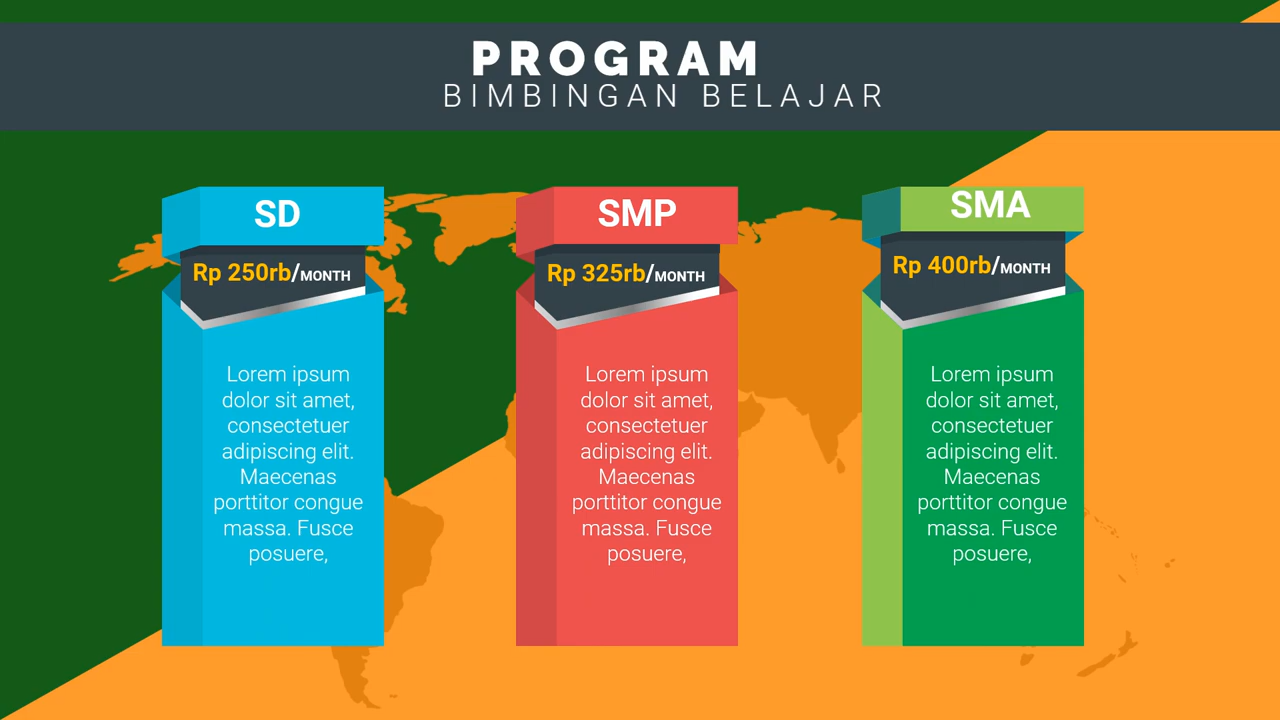 PROGRAM
BIMBINGAN BELAJAR
SD
Rp 250rb/MONTH
Lorem ipsum
dolor sit amet,
consectetuer
adipiscing elit.
Maecenas
porttitor congue
massa. Fusce
posuere,
SMP
Rp 325rb/MONTH
Lorem ipsum
dolor sit amet,
consectetuer
adipiscing elit.
Maecenas
porttitor congue
massa. Fusce
posuere,
SMA
Rp 400rb/MONTH
Lorem ipsum
dolor sit amet,
consectetuer
adipiscing elit.
Maecenas
porttitor congue
massa. Fusce
posuere,